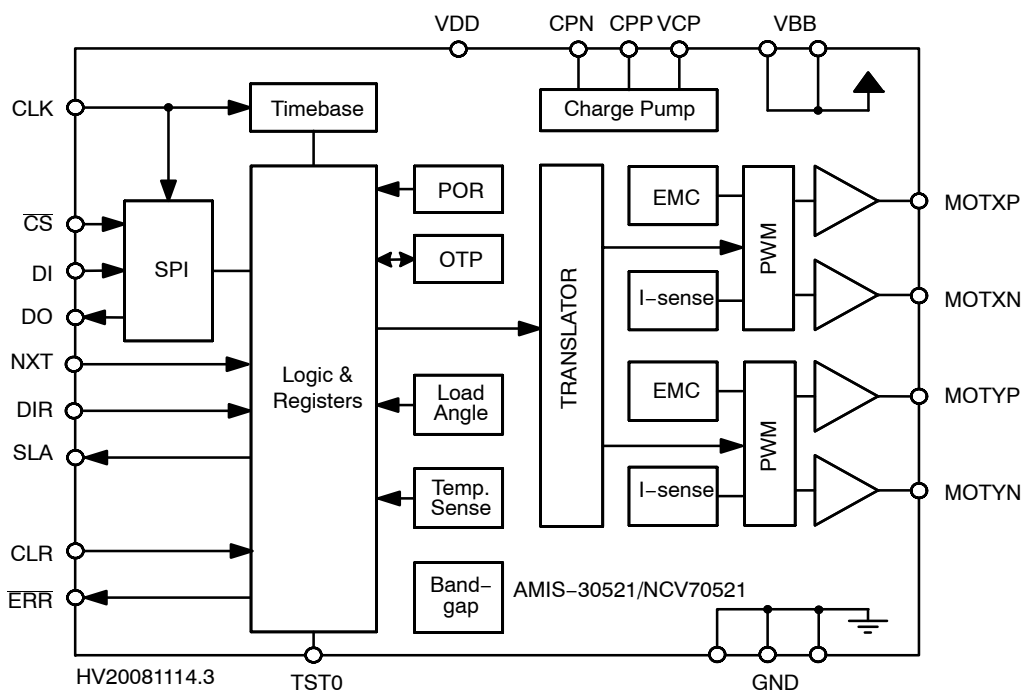 VDD
CPN CPP VCP
VBB
CLK
Timebase
Charge Pump
POR
EMC
MOTXP
CS
SPI
PWM
DI
OTP
I−sense
MOTXN
DO
TRANSLATOR
NXT
Logic &
Registers
EMC
MOTYP
DIR
Load
Angle
PWM
SLA
Temp.
Sense
I−sense
MOTYN
CLR
Band−
gap
AMIS−30521/NCV70521
ERR
HV20081114.3
TST0
GND